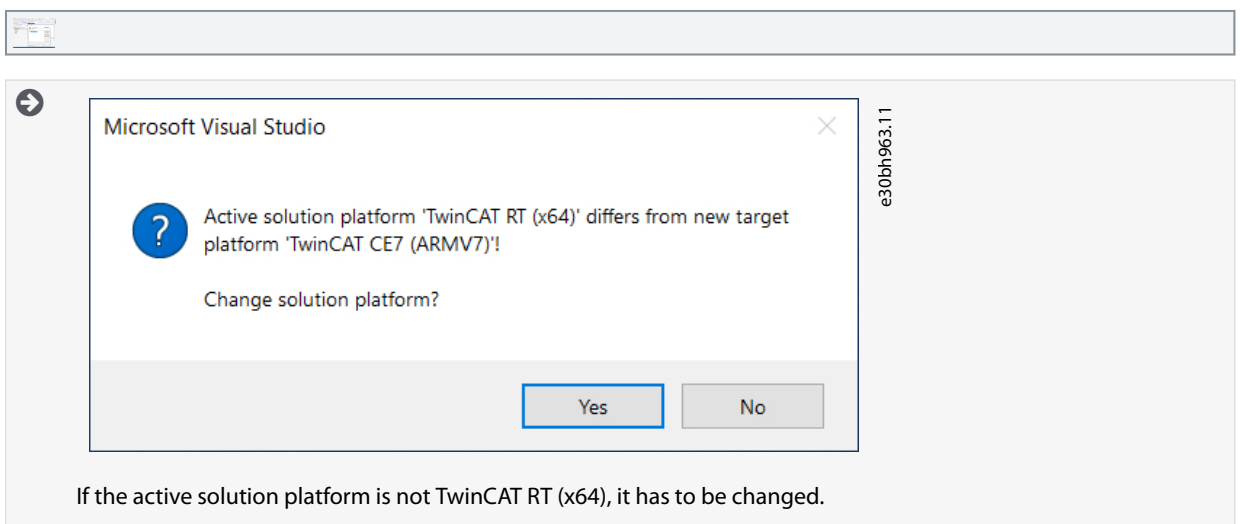 Microsoft Visual Studio
Active solution platform 'TwinCAT RT (x64)' differs from new target
platform 'TwinCAT CE7 (ARMV7)'!
Change solution platform?
Yes
No
e30bh963.11
If the active solution platform is not TwinCAT RT (x64), it has to be changed.